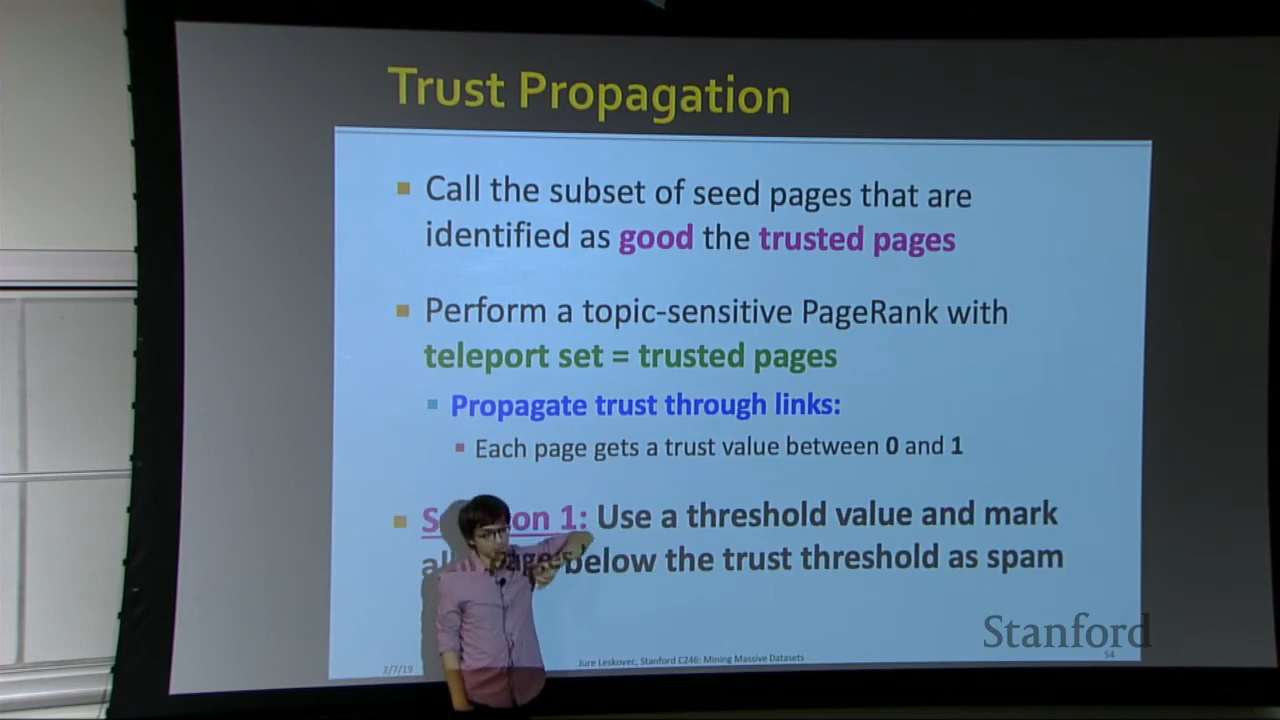 Trust Propagation
▪ Call the subset of seed pages that are
identified as good the trusted pages
▪ Perform a topic-sensitive PageRank with
teleport set = trusted pages
▪ Propagate trust through links:
▪ Each page gets a trust value between 0 and 1
▪ 1: Use a threshold value and mark
below the trust threshold as spam
Stanford
2/7/19
Jure Leskovec, Stanford C246: Mining Massive Datasets
54